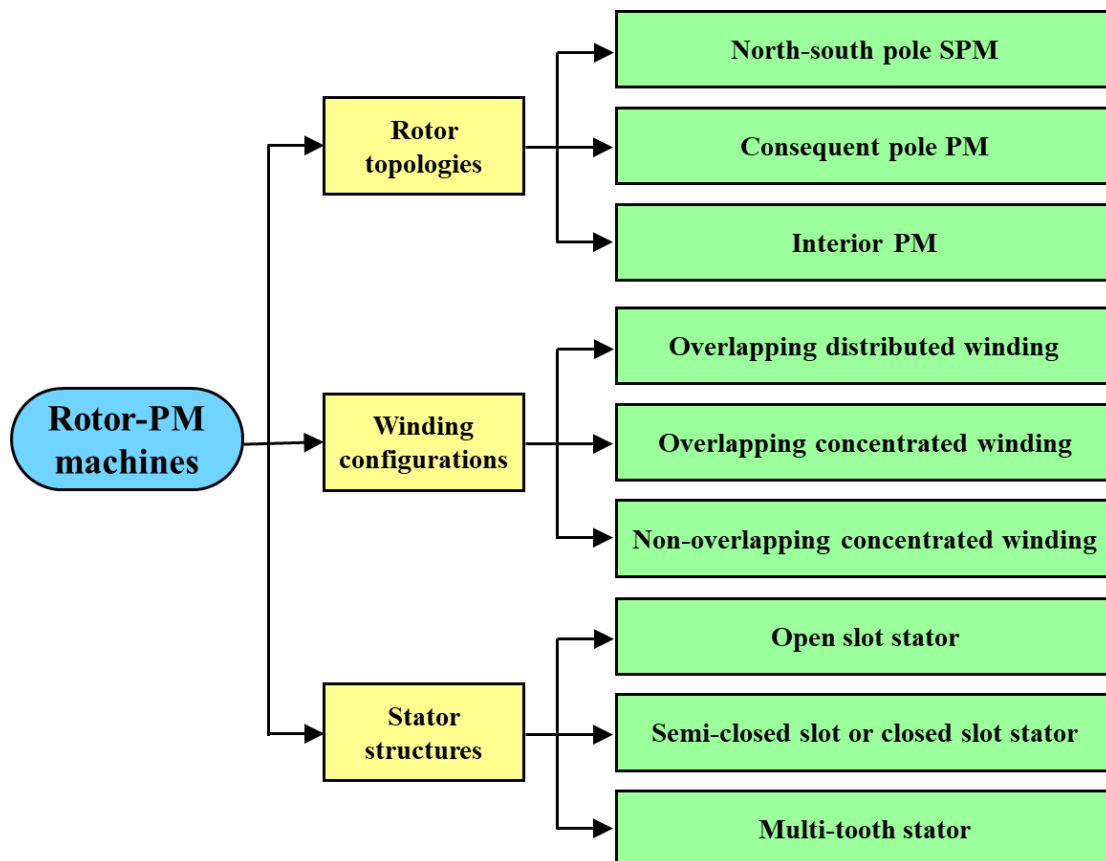 Rotor-PM
machines
Rotor
topologies
North-south pole SPM
Consequent pole PM
Interior PM
Winding
configurations
Overlapping distributed winding
Overlapping concentrated winding
Non-overlapping concentrated winding
Stator
structures
Open slot stator
Semi-closed slot or closed slot stator
Multi-tooth stator